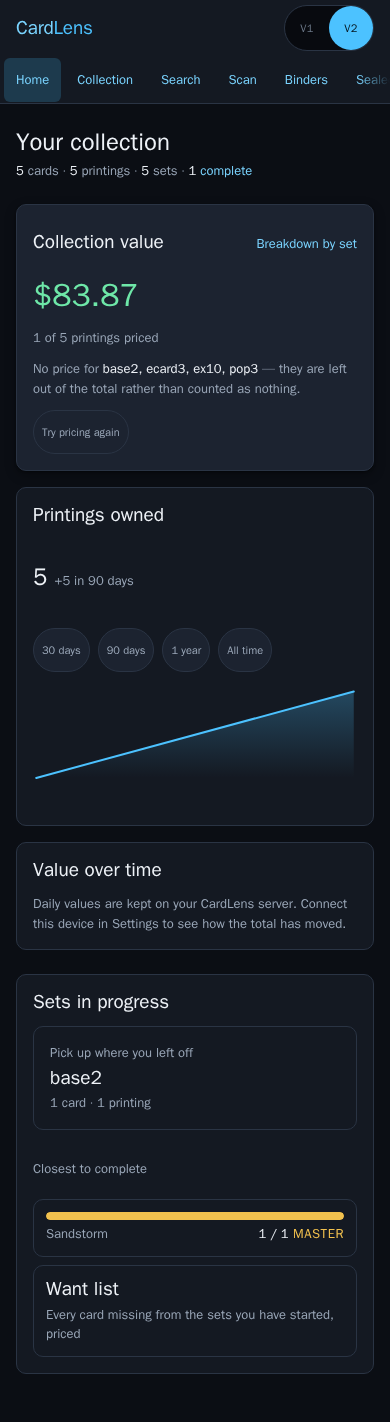 CardLens
V1
V2
Home
Collection
Search
Scan
Binders
Seale
Your collection
5 cards · 5 printings · 5 sets · 1 complete
Collection value
Breakdown by set
$83.87
1 of 5 printings priced
No price for base2, ecard3, ex10, pop3 — they are left
out of the total rather than counted as nothing.
Try pricing again
Printings owned
5 +5 in 90 days
30 days
90 days
1 year
All time
Value over time
Daily values are kept on your CardLens server. Connect
this device in Settings to see how the total has moved.
Sets in progress
Pick up where you left off
base2
1 card · 1 printing
Closest to complete
Sandstorm
1 / 1 MASTER
Want list
Every card missing from the sets you have started,
priced